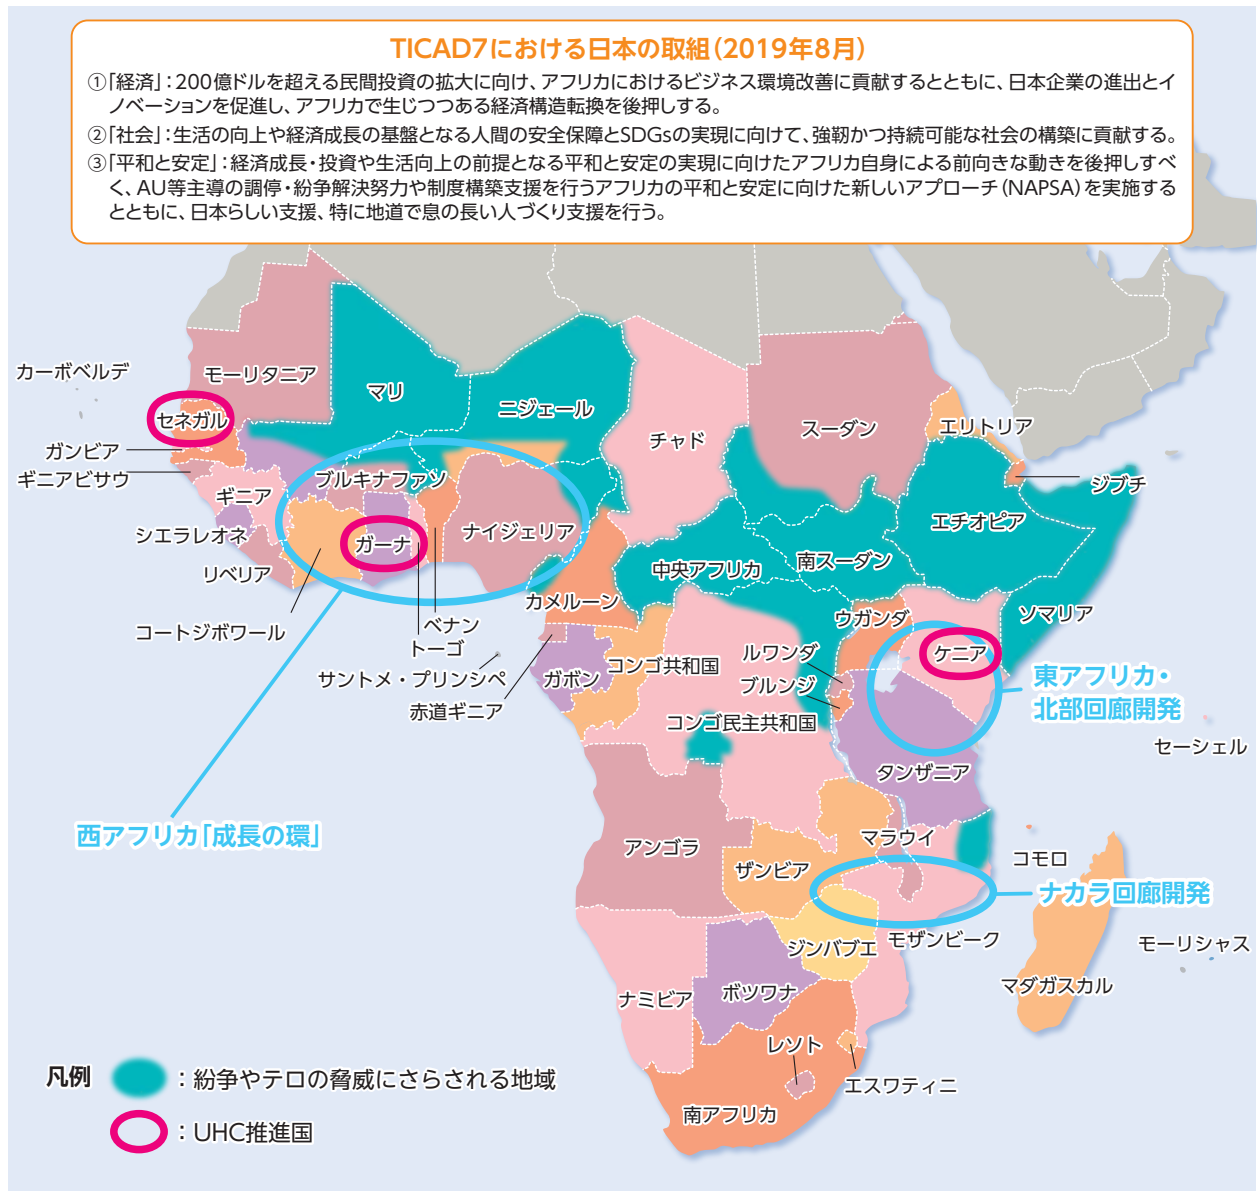 TICAD7における日本の取組（2019年8月）
①「経済」：200億ドルを超える民間投資の拡大に向け、アフリカにおけるビジネス環境改善に貢献するとともに、日本企業の進出とイ
ノベーションを促進し、アフリカで生じつつある経済構造転換を後押しする。
②「社会」：生活の向上や経済成長の基盤となる人間の安全保障とSDGsの実現に向けて、強靭かつ持続可能な社会の構築に貢献する。
③「平和と安定」：経済成長・投資や生活向上の前提となる平和と安定の実現に向けたアフリカ自身による前向きな動きを後押しすべ
く、AU等主導の調停・紛争解決努力や制度構築支援を行うアフリカの平和と安定に向けた新しいアプローチ（NAPSA）を実施する
とともに、日本らしい支援、特に地道で息の長い人づくり支援を行う。
カーボベルデ
モーリタニア
マリ
ニジェール
セネガル
チャド
スーダン
エリトリア
ガンビア
ギニアビサウ
ブルキナファソ
ジブチ
ギニア
エチオピア
シエラレオネ
ガーナ
ナイジェリア
リベリア
中央アフリカ
南スーダン
カメルーン
ウガンダ
ソマリア
コートジボワール
ベナン
トーゴ
ルワンダ
ケニア
サントメ・プリンシペ
ガボン
コンゴ共和国
ブルンジ
東アフリカ・
北部回廊開発
赤道ギニア
コンゴ民主共和国
セーシェル
タンザニア
西アフリカ「成長の環」
アンゴラ
マラウイ
ザンビア
コモロ
ナカラ回廊開発
ジンバブエ
モザンビーク
モーリシャス
ナミビア
ボツワナ
マダガスカル
レソト
エスワティニ
南アフリカ
凡例
：紛争やテロの脅威にさらされる地域
：UHC推進国